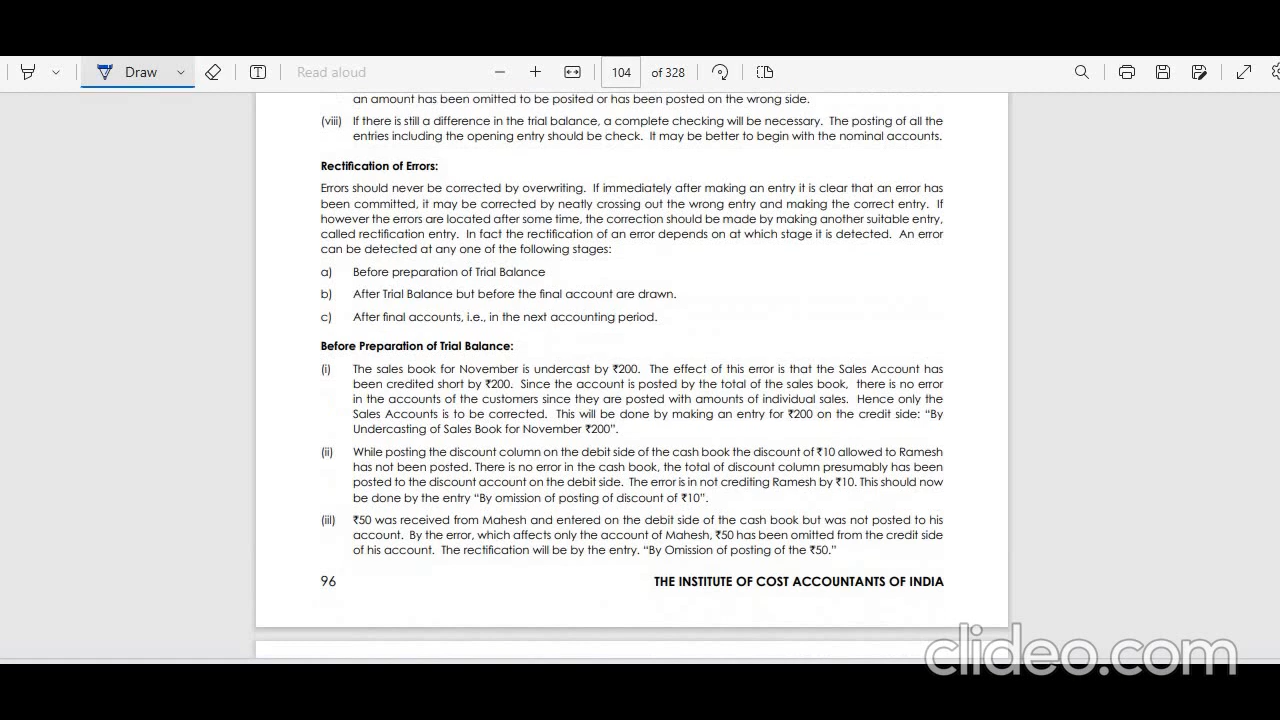 Draw
Read aloud
104 of 328
an amount has been omitted to be posited or has been posted on the wrong side.
(viii) If there is still a difference in the trial balance, a complete checking will be necessary. The posting of all the
entries including the opening entry should be check. It may be better to begin with the nominal accounts.
Rectification of Errors:
Errors should never be corrected by overwriting. If immediately after making an entry it is clear that an error has
been committed, it may be corrected by neatly crossing out the wrong entry and making the correct entry. If
however the errors are located after some time, the correction should be made by making another suitable entry,
called rectification entry. In fact the rectification of an error depends on at which stage it is detected. An error
can be detected at any one of the following stages:
a) Before preparation of Trial Balance
b) After Trial Balance but before the final account are drawn.
c) After final accounts, i.e., in the next accounting period.
Before Preparation of Trial Balance:
(i) The sales book for November is undercast by ₹200. The effect of this error is that the Sales Account has
been credited short by ₹200. Since the account is posted by the total of the sales book, there is no error
in the accounts of the customers since they are posted with amounts of individual sales. Hence only the
Sales Accounts is to be corrected. This will be done by making an entry for ₹200 on the credit side: “By
Undercasting of Sales Book for November ₹200”.
(ii) While posting the discount column on the debit side of the cash book the discount of ₹10 allowed to Ramesh
has not been posted. There is no error in the cash book, the total of discount column presumably has been
posted to the discount account on the debit side. The error is in not crediting Ramesh by ₹10. This should now
be done by the entry “By omission of posting of discount of ₹10”.
(iii) ₹50 was received from Mahesh and entered on the debit side of the cash book but was not posted to his
account. By the error, which affects only the account of Mahesh, ₹50 has been omitted from the credit side
of his account. The rectification will be by the entry. “By Omission of posting of the ₹50.”
96 THE INSTITUTE OF COST ACCOUNTANTS OF INDIA
clideo.com